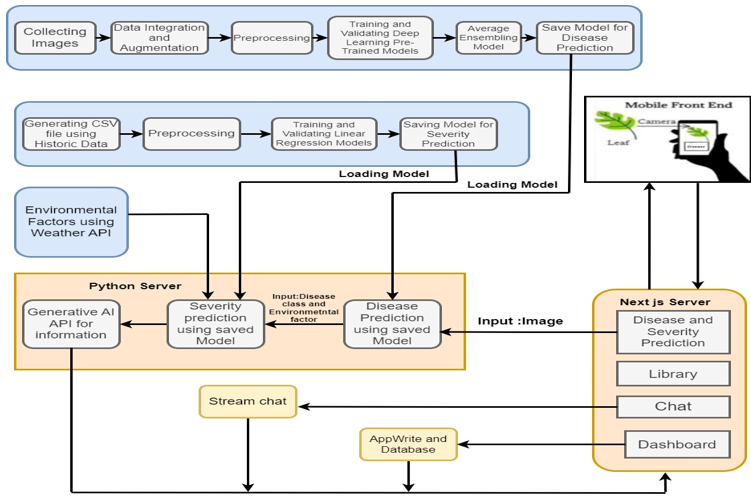 Collecting
Images
Data Integration
and
Augmentation
Preprocessing
Training and
Validating Deep
Learning Pre-
Trained Models
Average
Ensembling
Model
Save Model for
Disease
Prediction
Generating CSV
file using
Historic Data
Preprocessing
Training and
Validating Linear
Regression Models
Saving Model for
Severity
Prediction
Mobile Front End
Camera
Leaf
Disease
Loading Model
Loading Model
Environmental
Factors using
Weather API
Python Server
Generative AI
API for
information
Severity
prediction
using saved
Model
Input:Disease
class and
Environmetntal
factor
Disease
Prediction
using saved
Model
Input :Image
Next js Server
Disease and
Severity
Prediction
Library
Chat
Dashboard
Stream chat
AppWrite and
Database